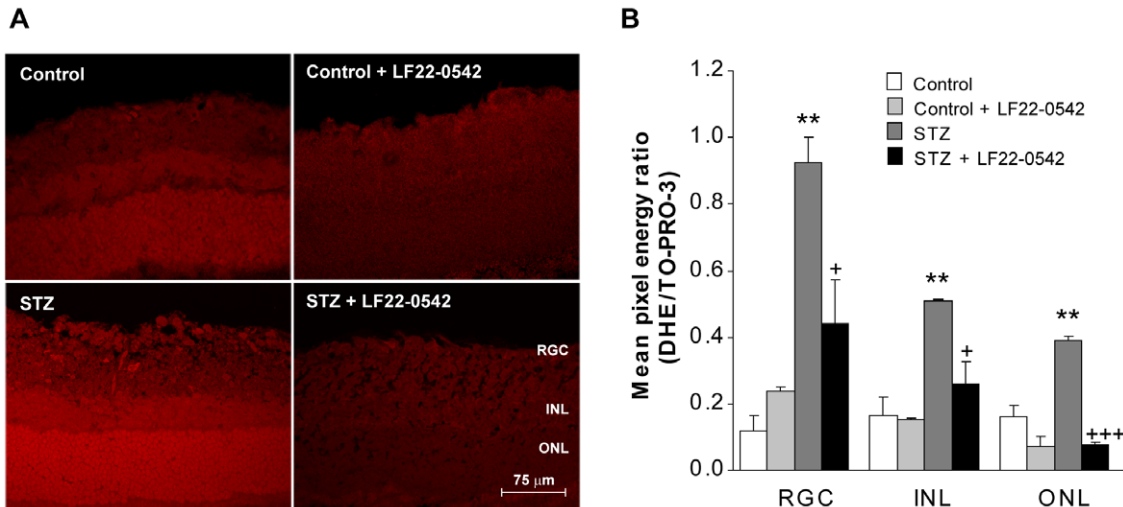 A
Control
Control + LF22-0542
STZ
STZ + LF22-0542
RGC
INL
ONL
75 μm
B
Mean pixel energy ratio
(DHE/TO-PRO-3)
1.2
1.0
0.8
0.6
0.4
0.2
0.0
Control
Control + LF22-0542
STZ
STZ + LF22-0542
**
+
**
+
**
+++
RGC
INL
ONL